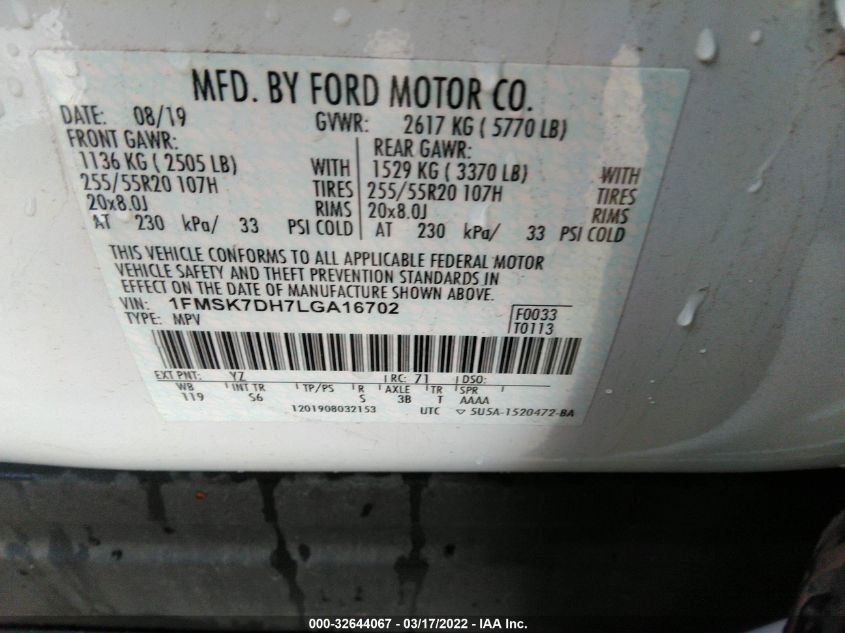 MFD. BY FORD MOTOR CO.
DATE: 08/19 GVWR: 2617 KG ( 5770 LB)
FRONT GAWR: REAR GAWR:
1136 KG ( 2505 LB) WITH 1529 KG ( 3370 LB) WITH
255/55R20 107H TIRES 255/55R20 107H TIRES
20x8.0J RIMS 20x8.0J RIMS
AT 230 kPa/ 33 PSI COLD AT 230 kPa/ 33 PSI COLD
THIS VEHICLE CONFORMS TO ALL APPLICABLE FEDERAL MOTOR
VEHICLE SAFETY AND THEFT PREVENTION STANDARDS IN
EFFECT ON THE DATE OF MANUFACTURE SHOWN ABOVE.
VIN: 1FMSK7DH7LGA16702 F0033
TYPE: MPV T0113
EXT PNT: YZ RC: 71 DSO:
WB INT TR TP/PS R AXLE TR SPR
119 S6 S 3B T AAAA
1201908032153 UTC ▽ 5U5A-1520472-BA
000-32644067 - 03/17/2022 - IAA Inc.